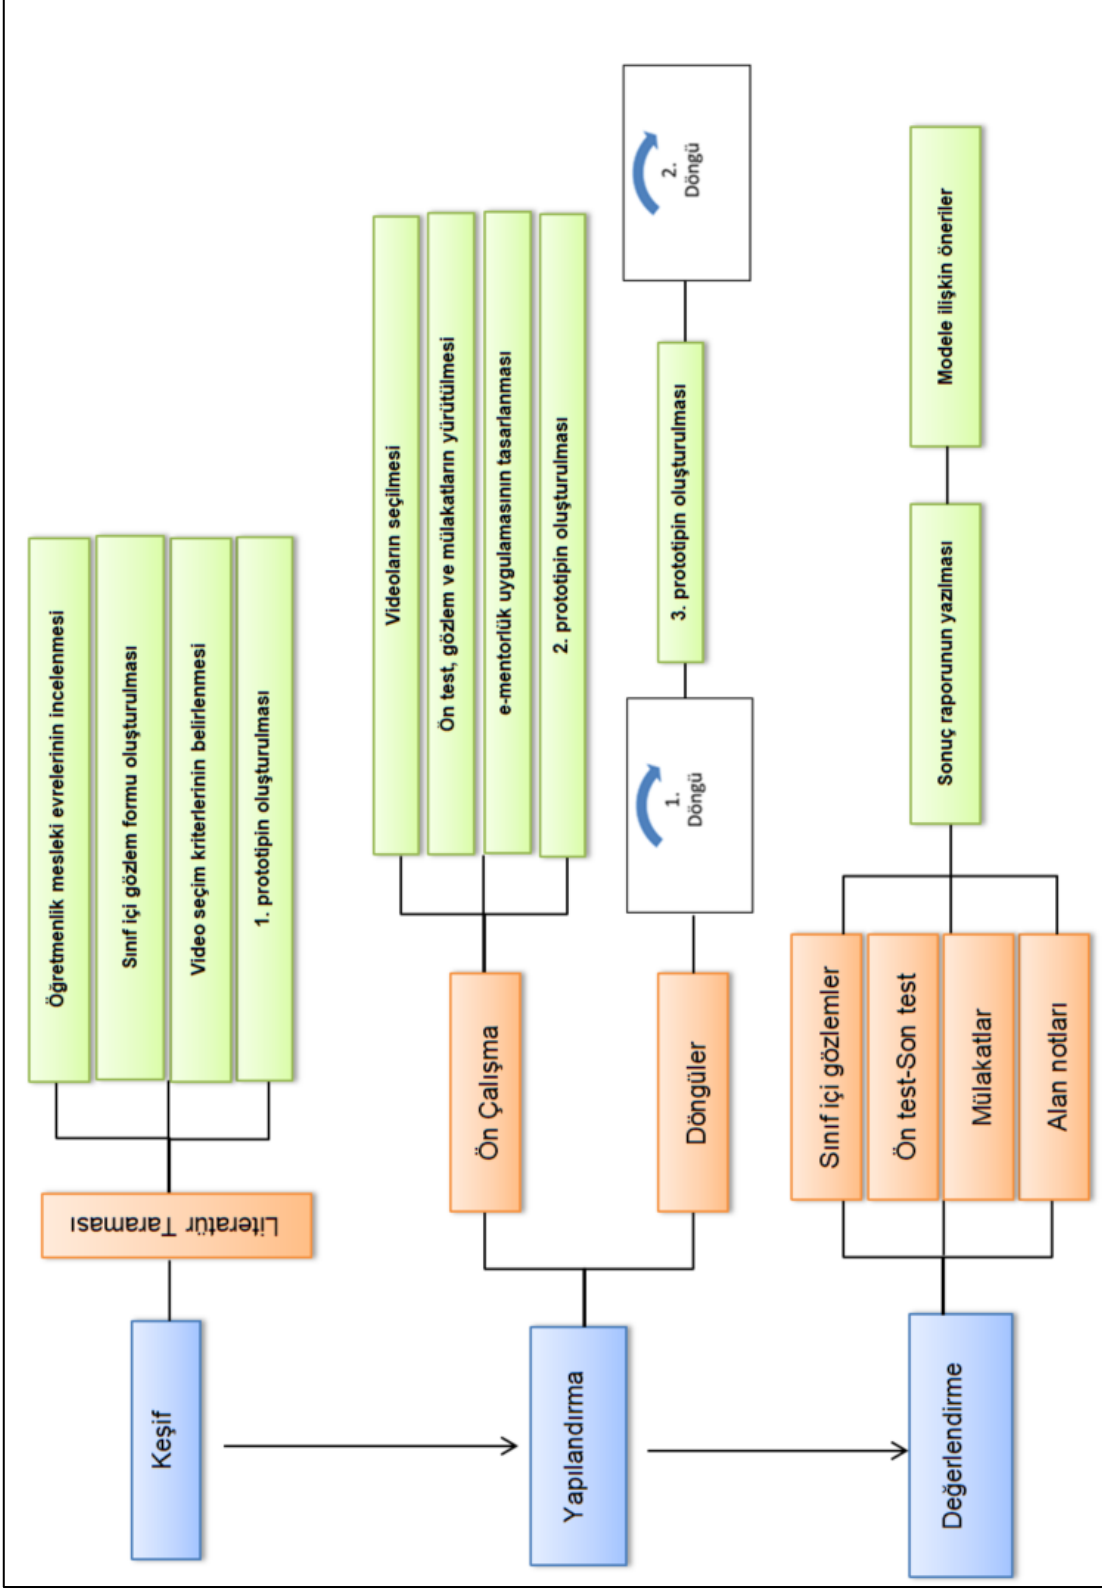 Keşif
Literatür Taraması
Öğretmenlik mesleki evrelerinin incelenmesi
Sınıf içi gözlem formu oluşturulması
Video seçim kriterlerinin belirlenmesi
1. prototipin oluşturulması
Yapılandırma
Ön Çalışma
Videoların seçilmesi
Ön test, gözlem ve mülakatların yürütülmesi
e-mentorlük uygulamasının tasarlanması
2. prototipin oluşturulması
Döngüler
1.
Döngü
3. prototipin oluşturulması
2.
Döngü
Değerlendirme
Sınıf içi gözlemler
Ön test-Son test
Mülakatlar
Alan notları
Sonuç raporunun yazılması
Modele ilişkin öneriler